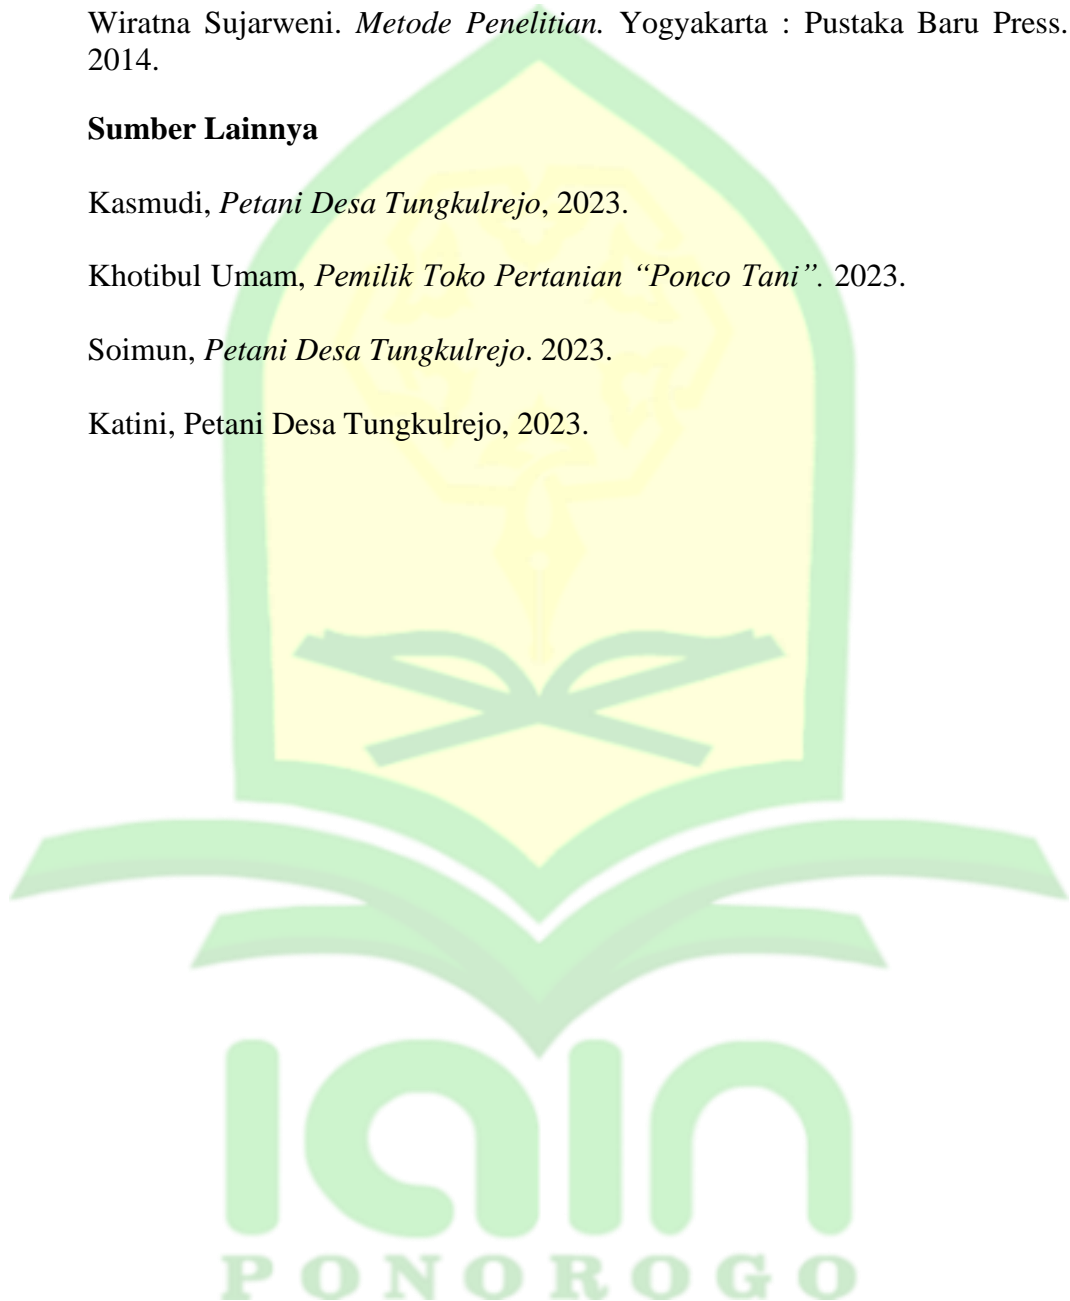 Wiratna Sujarweni. Metode Penelitian. Yogyakarta : Pustaka Baru Press.
2014.
Sumber Lainnya
Kasmudi, Petani Desa Tungkulrejo, 2023.
Khotibul Umam, Pemilik Toko Pertanian “Ponco Tani”. 2023.
Soimun, Petani Desa Tungkulrejo. 2023.
Katini, Petani Desa Tungkulrejo, 2023.
IAIN
PONOROGO